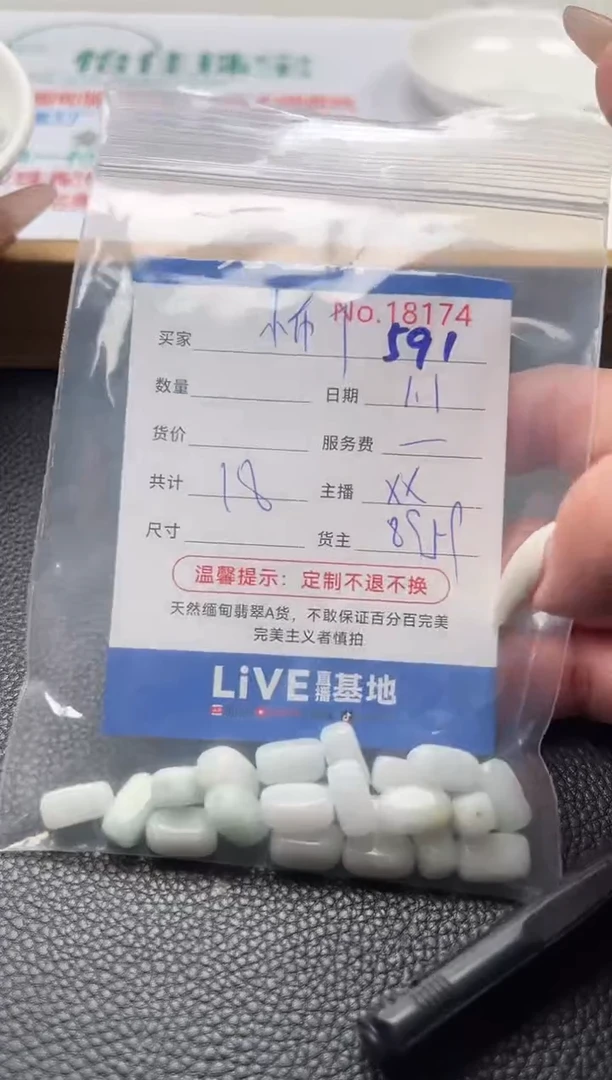 No.18174
买家 591
数量 日期 1.1
货价 服务费 一
共计 18 主播 XX
尺寸 货主
温馨提示：定制不退不换
天然缅甸翡翠A货，不敢保证百分百完美
完美主义者慎拍
LiVE直播基地